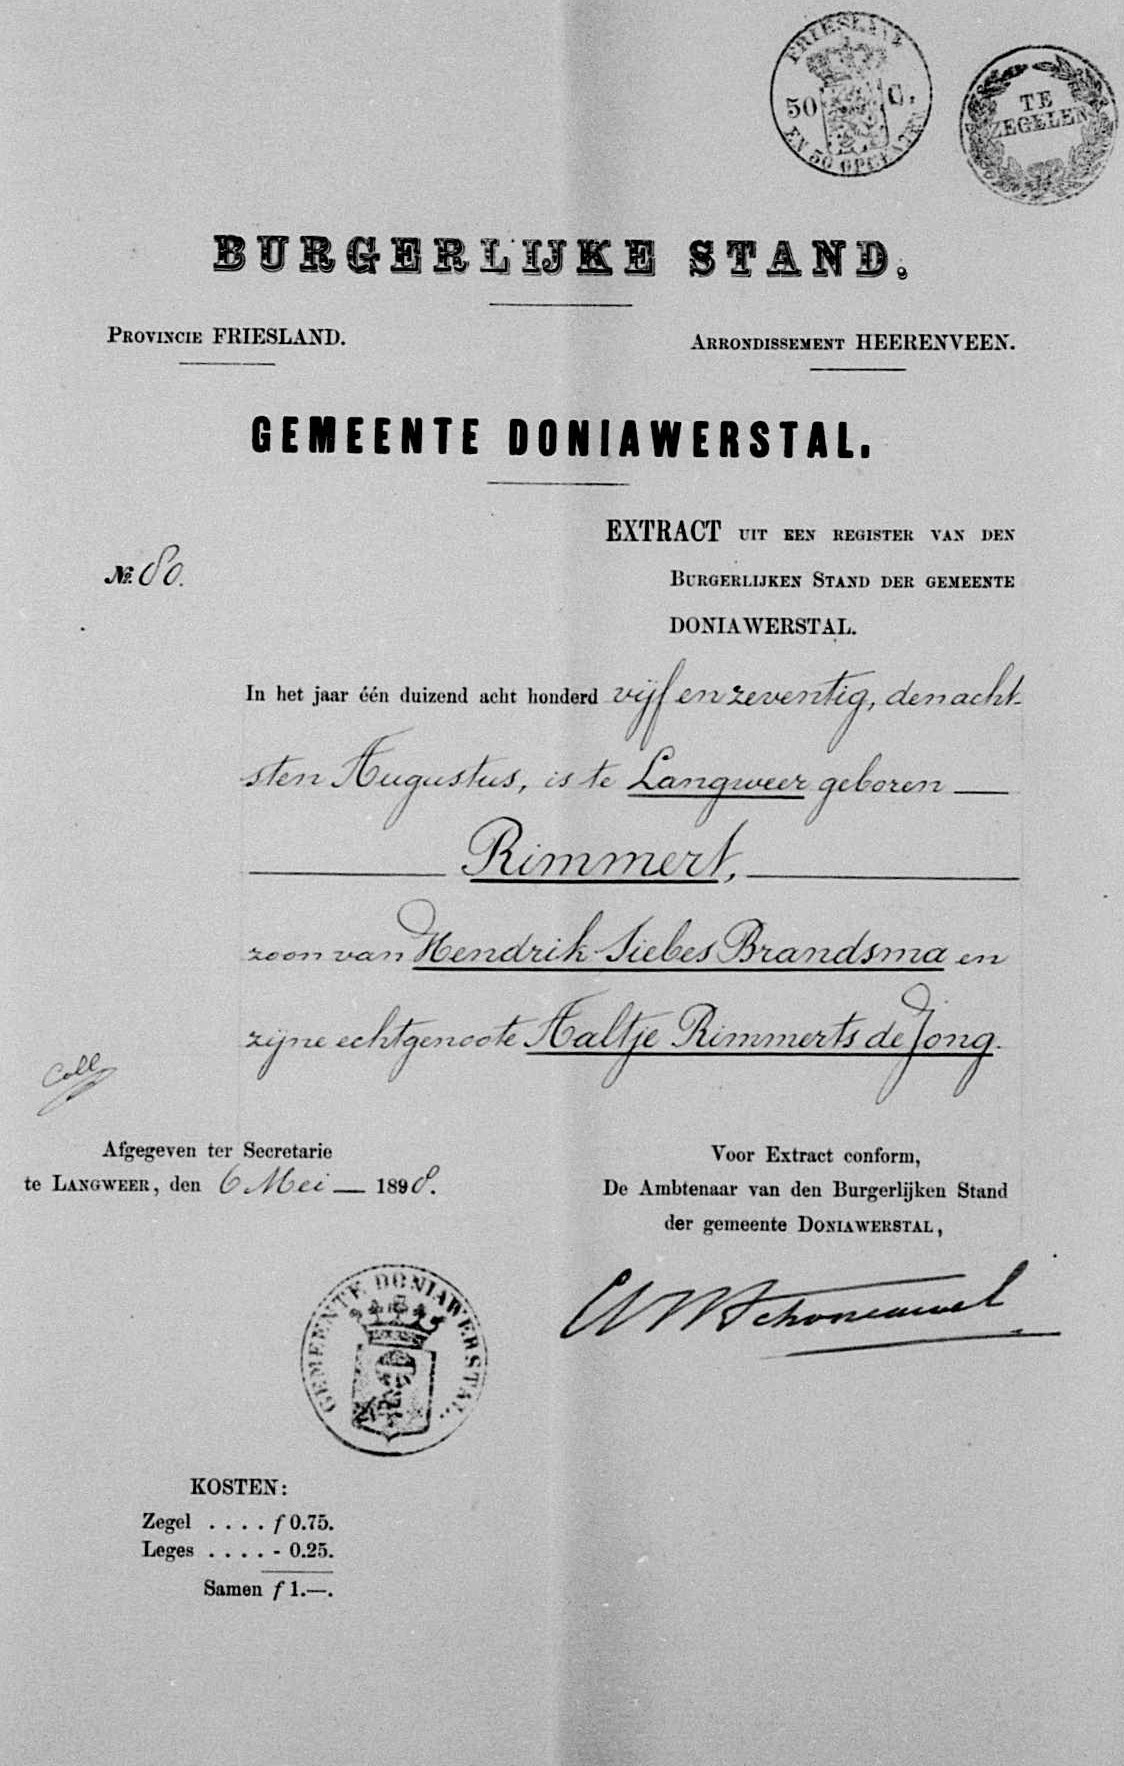 FRIESLAND
50 C.
EN 50 OPCENTEN
TE
ZEGELEN
BURGERLIJKE STAND.
PROVINCIE FRIESLAND.
ARRONDISSEMENT HEERENVEEN.
GEMEENTE DONIAWERSTAL.
EXTRACT UIT EEN REGISTER VAN DEN
No. 80.
BURGERLIJKEN STAND DER GEMEENTE
DONIAWERSTAL.
In het jaar één duizend acht honderd vijf en zeventig, den acht-
sten Augustus, is te Langweer geboren —
Rimmert,
zoon van Hendrik Siebes Brandsma en
zijne echtgenoote Aaltje Rimmerts de Jong.
Coll
Afgegeven ter Secretarie
te LANGWEER, den 6 Mei — 1898.
Voor Extract conform,
De Ambtenaar van den Burgerlijken Stand
der gemeente DONIAWERSTAL,
GEMEENTE DONIAWERSTAL.
KOSTEN:
Zegel .... f 0.75.
Leges .... - 0.25.
Samen f 1.—.